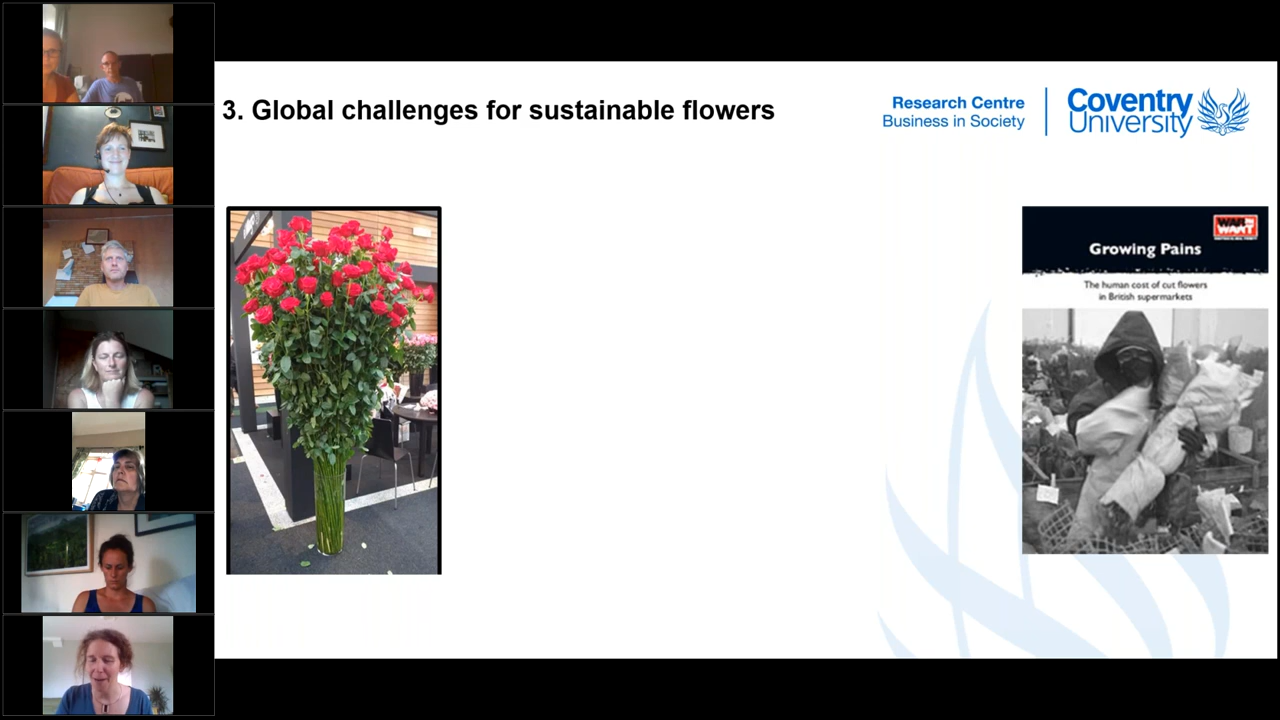 3. Global challenges for sustainable flowers
Research Centre
Business in Society
Coventry
University
WAR on
WANT
Growing Pains
The human cost of cut flowers
in British supermarkets